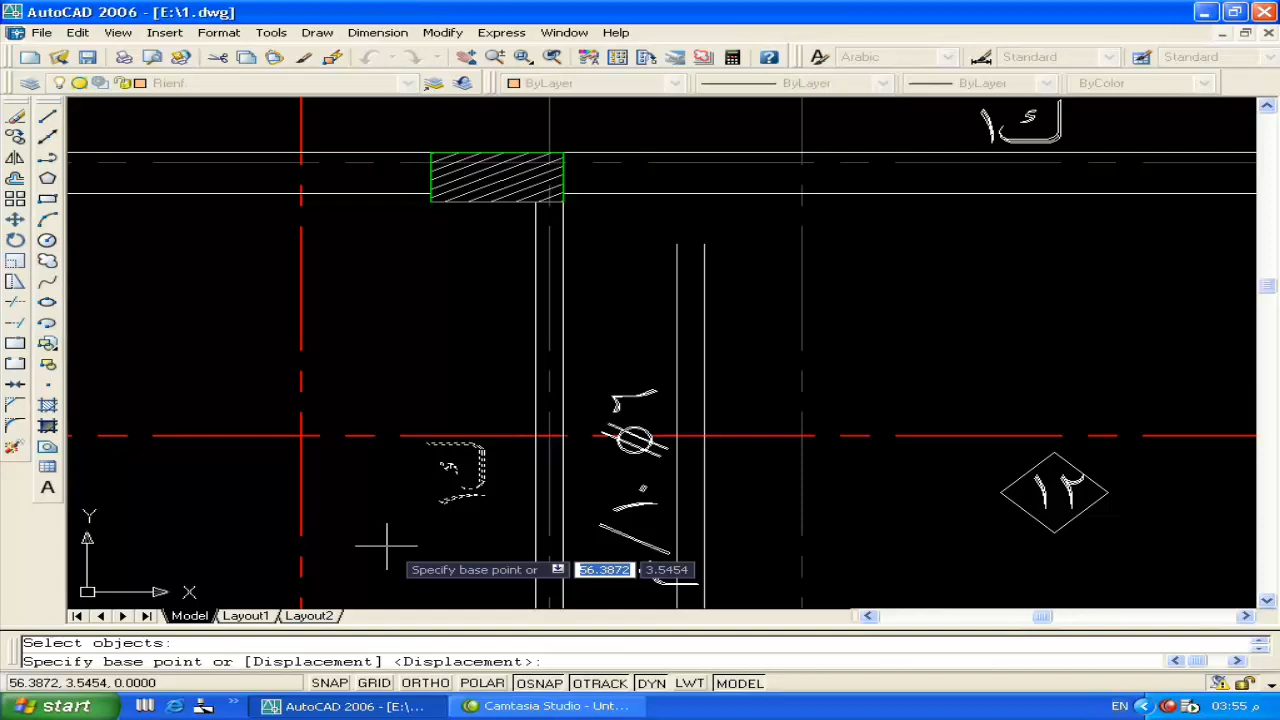 AutoCAD 2006 - [E:\1.dwg]
File Edit View Insert Format Tools Draw Dimension Modify Express Window Help
Arabic Standard Standard
Rienf. ByLayer ByLayer ByLayer ByColor
١٢
Specify base point or 56.3872 3.5454
Y
X
Model Layout1 Layout2
Select objects:
Specify base point or [Displacement] <Displacement>:
56.3872, 3.5454, 0.0000 SNAP GRID ORTHO POLAR OSNAP OTRACK DYN LWT MODEL
start AutoCAD 2006 - [E:\... Camtasia Studio - Unt... EN 03:55 م